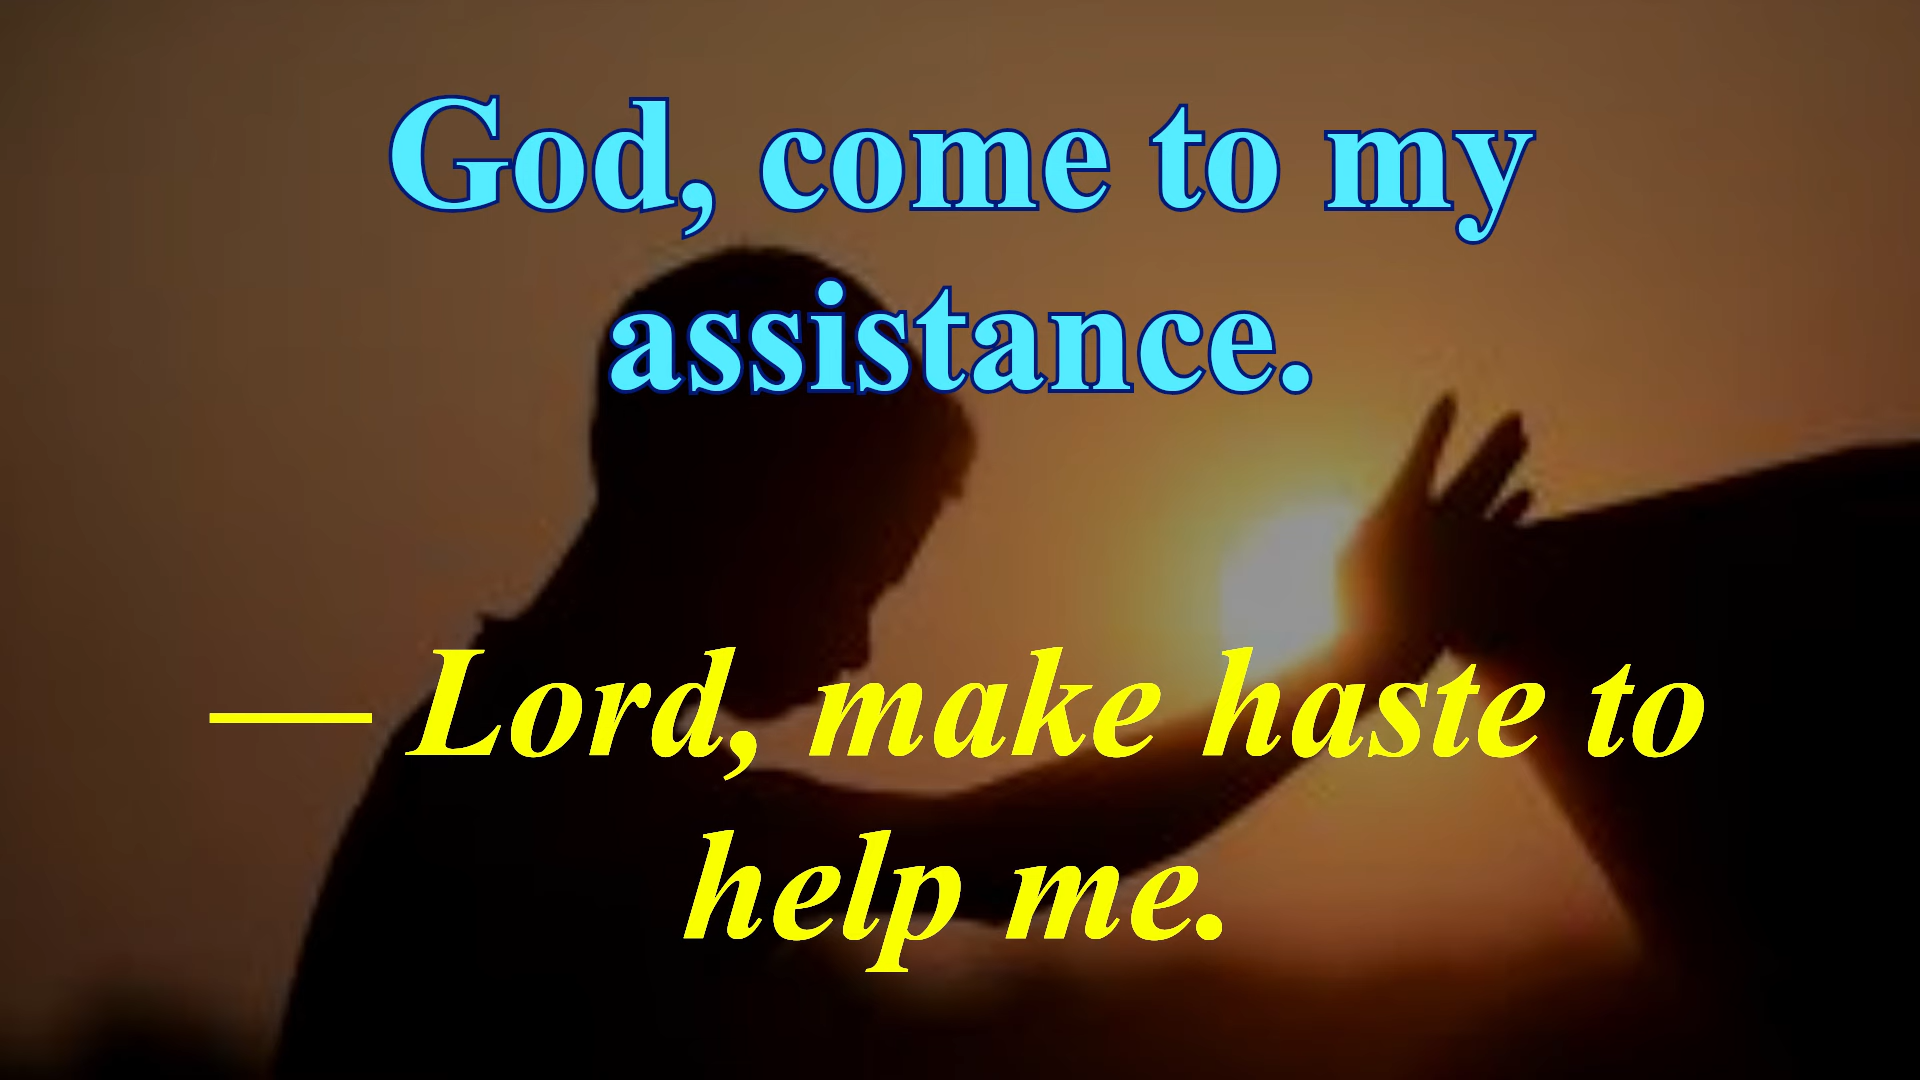 God, come to my
assistance.
— Lord, make haste to
help me.